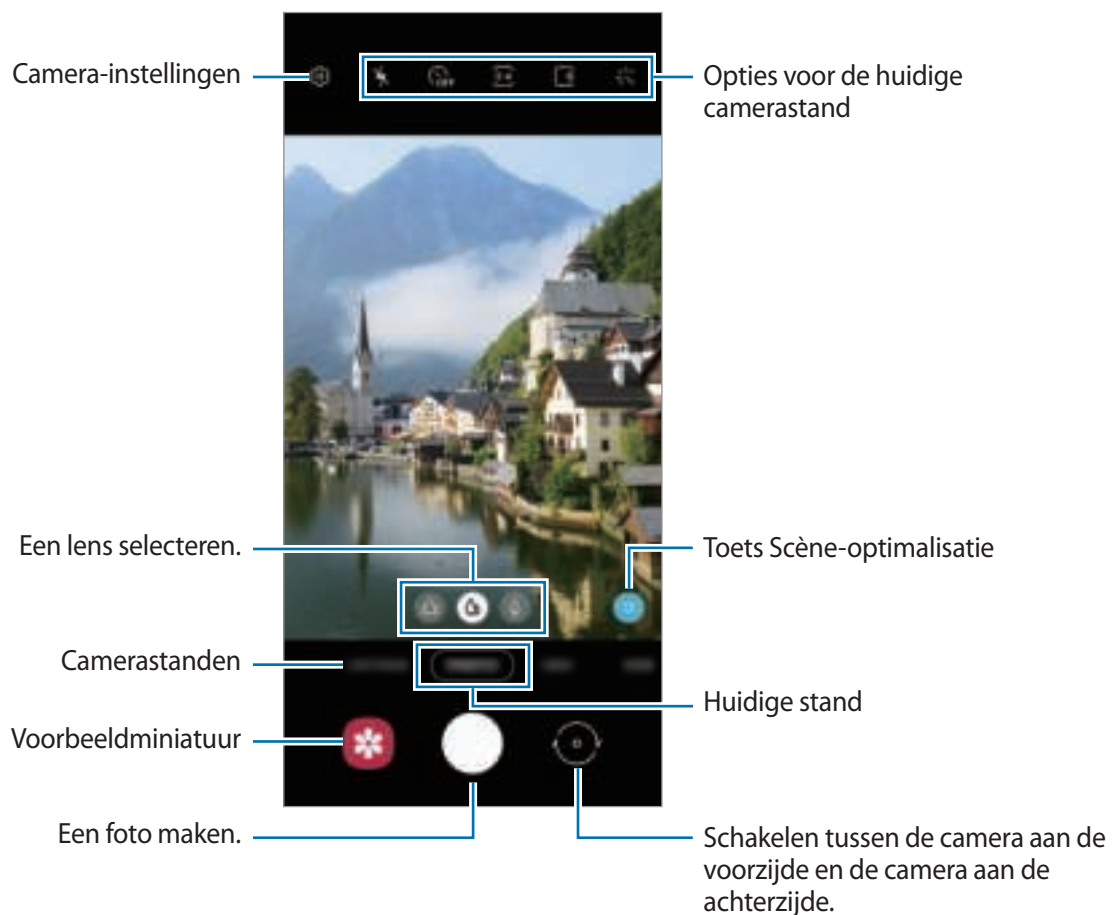 Camera-instellingen
Opties voor de huidige
camerastand
Een lens selecteren.
Toets Scène-optimalisatie
Camerastanden
Huidige stand
Voorbeeldminiatuur
Een foto maken.
Schakelen tussen de camera aan de
voorzijde en de camera aan de
achterzijde.